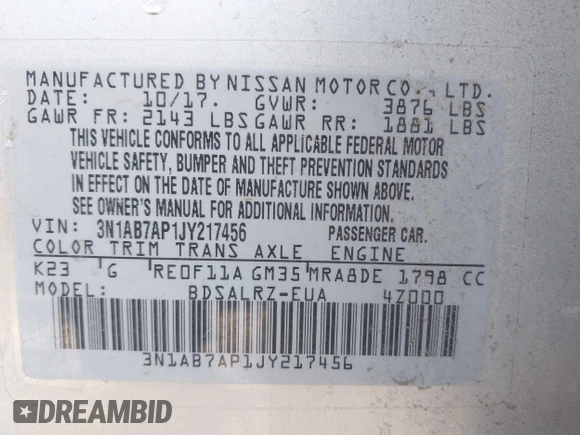 MANUFACTURED BY NISSAN MOTOR CO., LTD.
DATE: 10/17. GVWR: 3876 LBS
GAWR FR: 2143 LBS GAWR RR: 1881 LBS
THIS VEHICLE CONFORMS TO ALL APPLICABLE FEDERAL MOTOR
VEHICLE SAFETY, BUMPER AND THEFT PREVENTION STANDARDS
IN EFFECT ON THE DATE OF MANUFACTURE SHOWN ABOVE.
SEE OWNER'S MANUAL FOR ADDITIONAL INFORMATION.
VIN: 3N1AB7AP1JY217456 PASSENGER CAR.
COLOR TRIM TRANS AXLE ENGINE
K23 G RE0F11A GM35 MRA8DE 1798 CC
MODEL: BDSALRZ-EUA 4Z000
3N1AB7AP1JY217456
DREAMBID